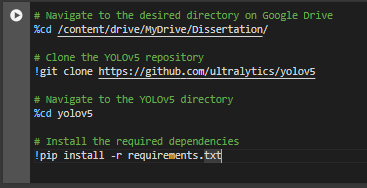 # Navigate to the desired directory on Google Drive
%cd /content/drive/MyDrive/Dissertation/
# Clone the YOLOv5 repository
!git clone https://github.com/ultralytics/yolov5
# Navigate to the YOLOv5 directory
%cd yolov5
# Install the required dependencies
!pip install -r requirements.txt